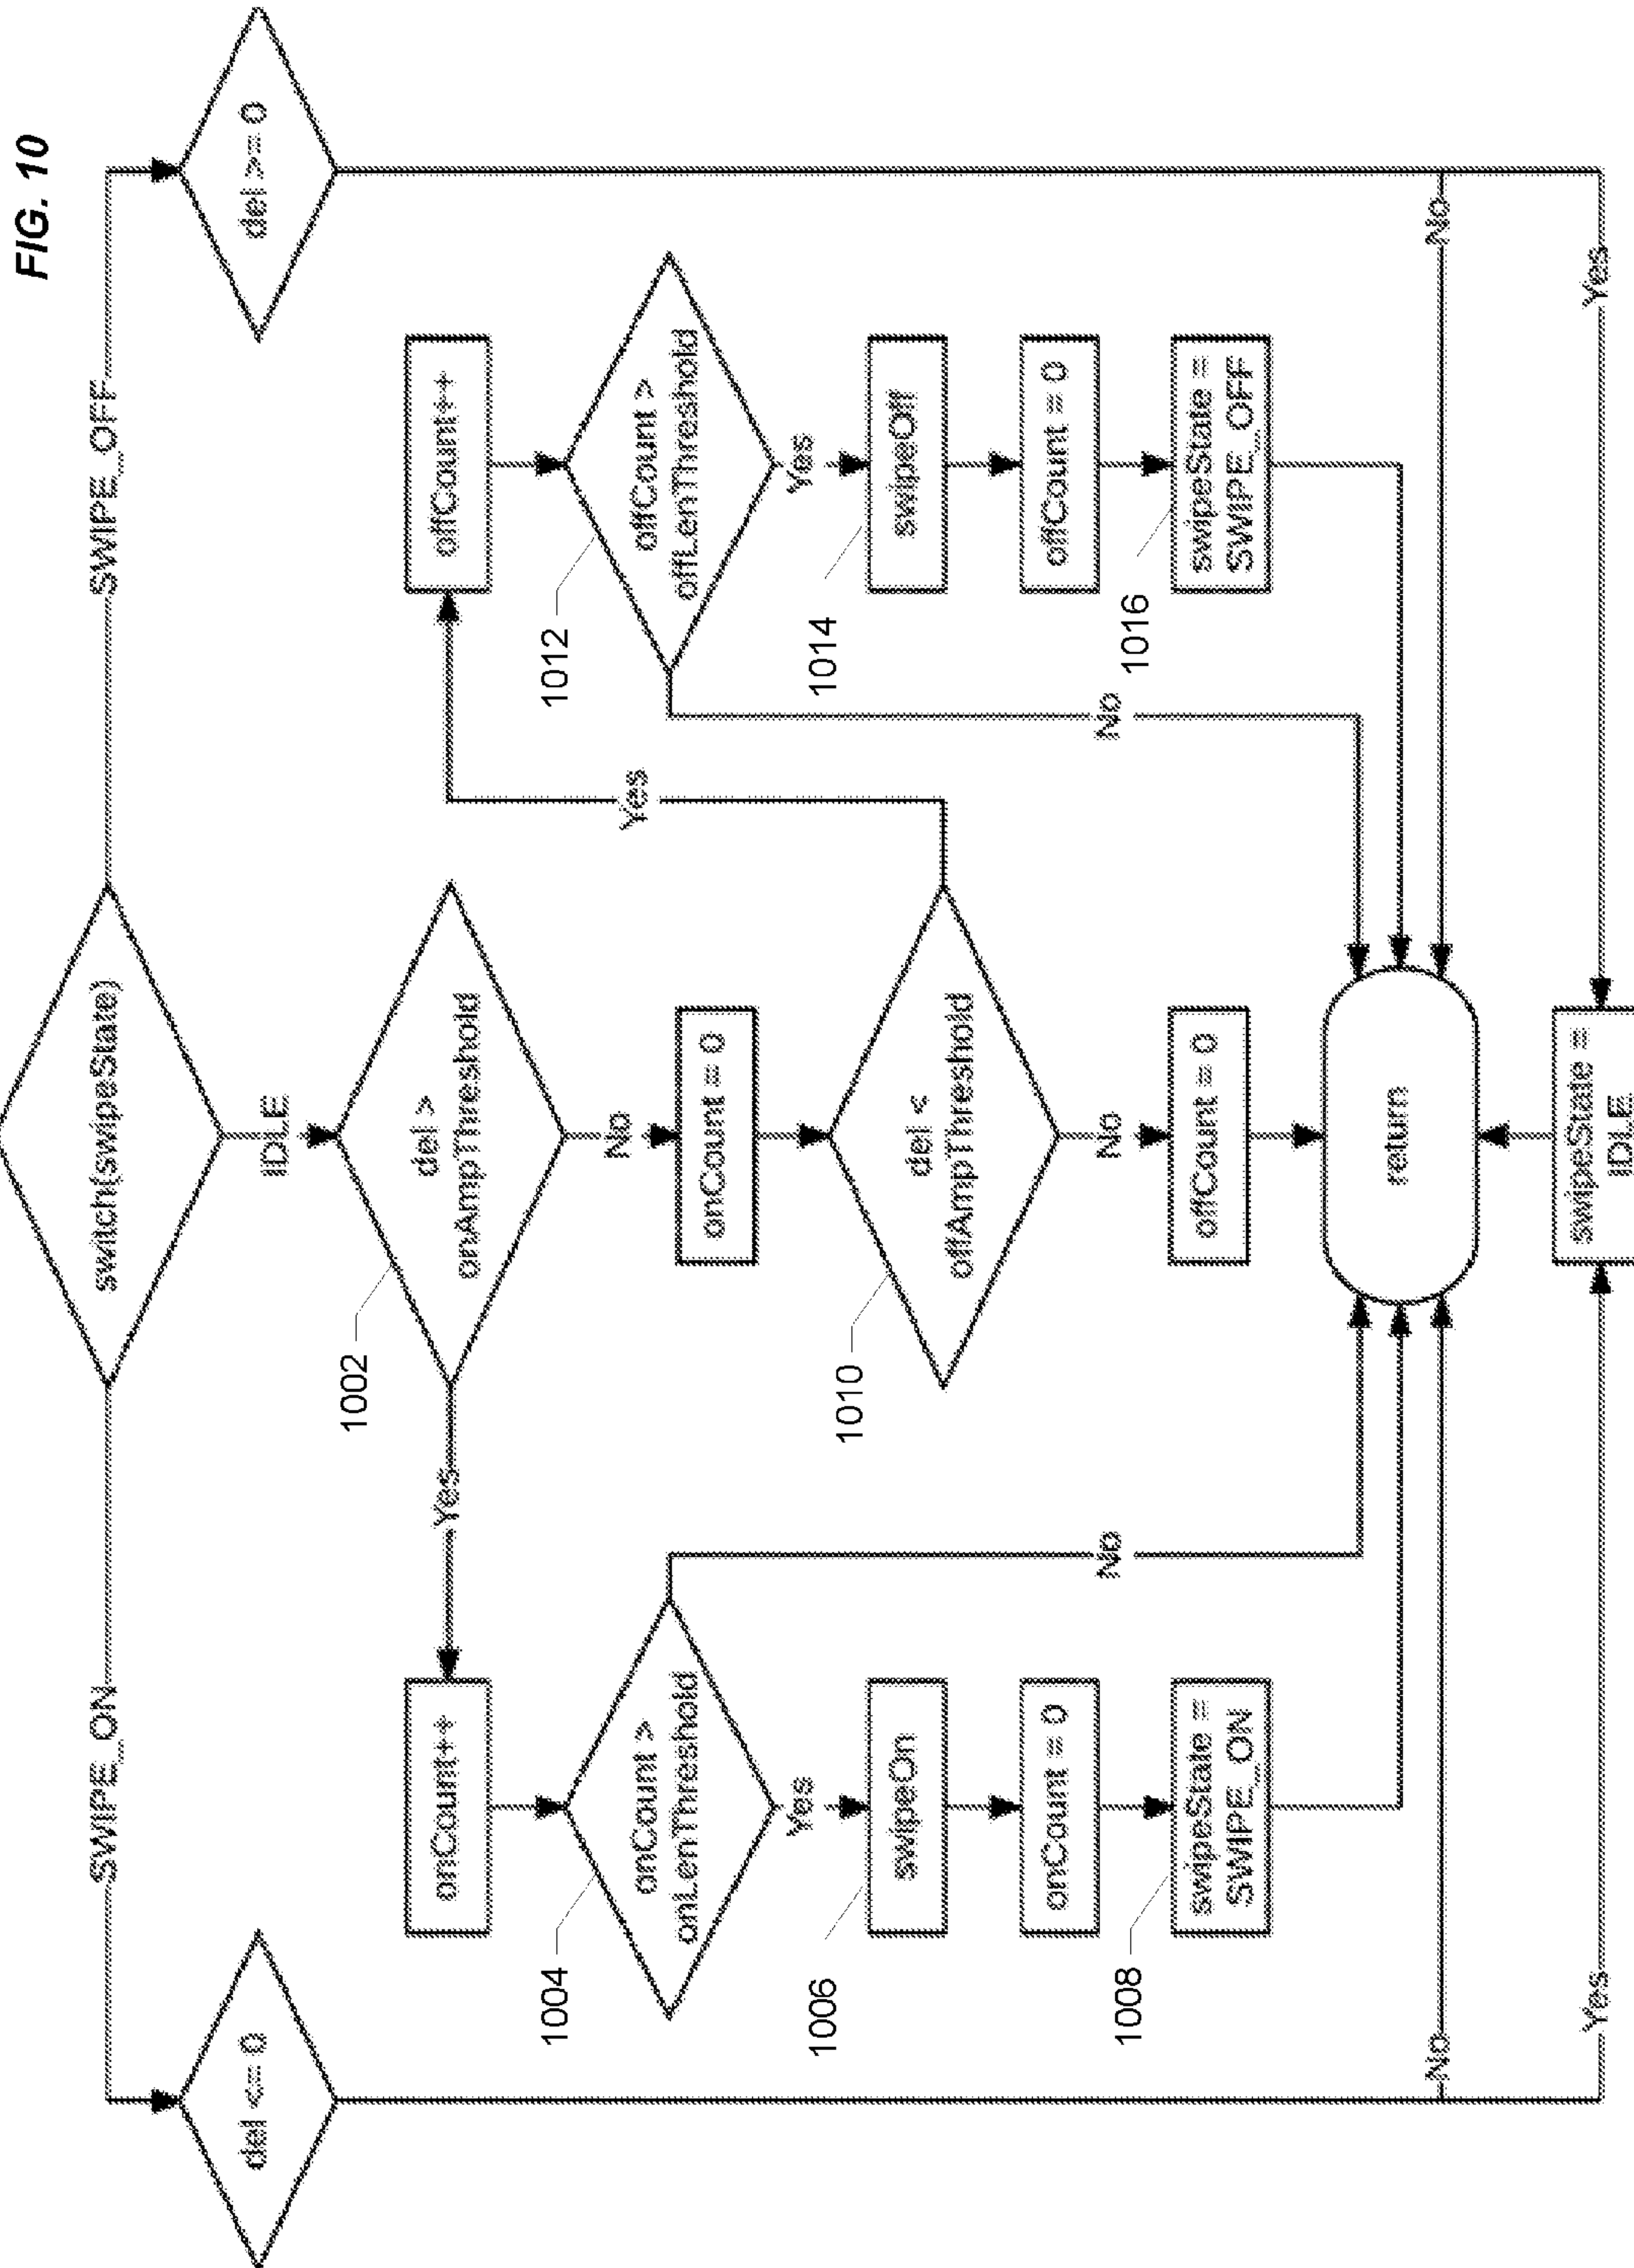 FIG. 10
switch(swipeState)
SWIPE_ON
SWIPE_OFF
IDLE
del <= 0
del >= 0
1002
del >
onAmpThreshold
Yes
No
onCount++
offCount++
1004
onCount >
onLenThreshold
onCount = 0
1012
offCount >
offLenThreshold
Yes
No
Yes
Yes
No
1006
swipeOn
1010
del <
offAmpThreshold
1014
swipeOff
onCount = 0
No
No
offCount = 0
1008
swipeState =
SWIPE_ON
offCount = 0
1016
swipeState =
SWIPE_OFF
return
No
Yes
swipeState =
IDLE
Yes